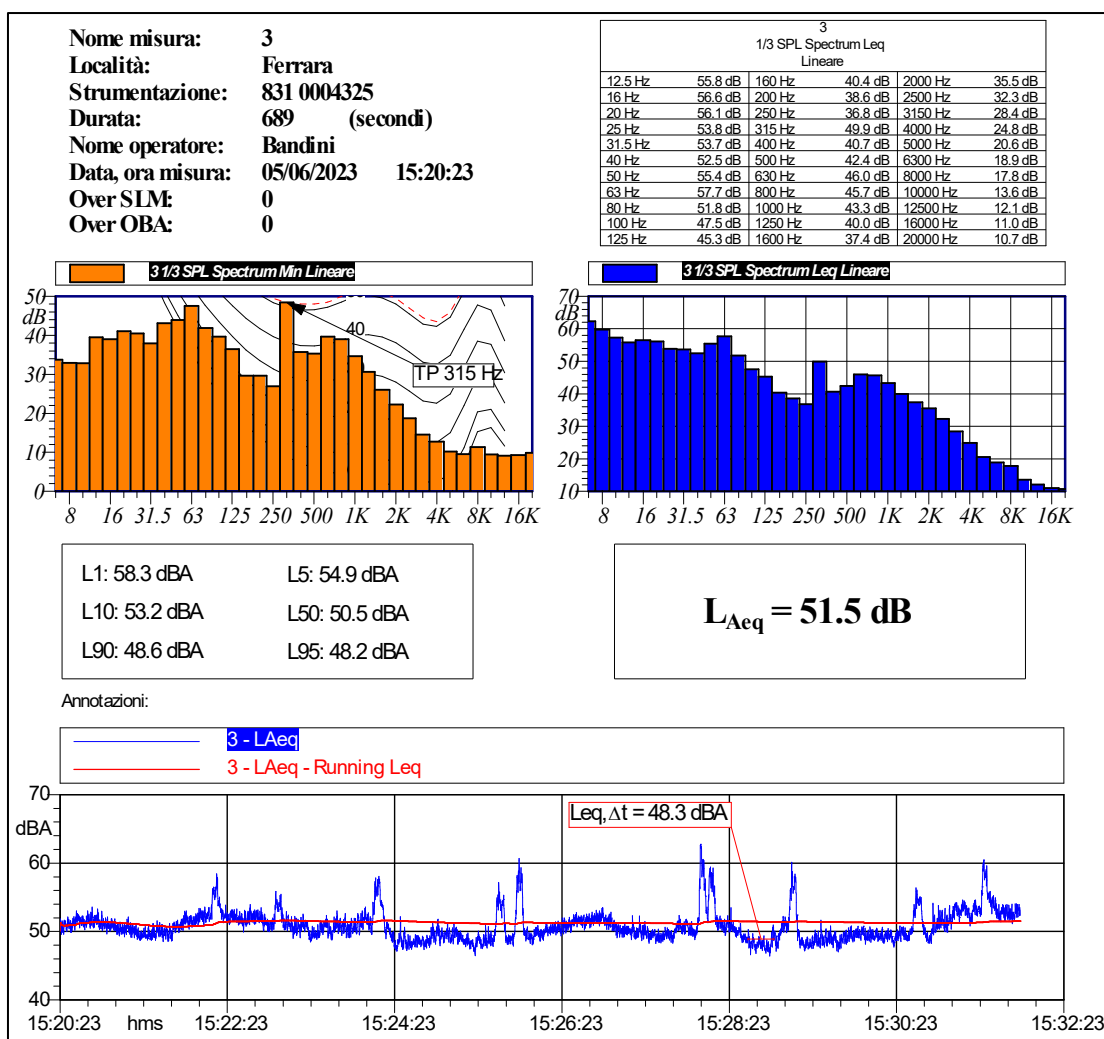 Nome misura: 3
Località: Ferrara
Strumentazione: 831 0004325
Durata: 689 (secondi)
Nome operatore: Bandini
Data, ora misura: 05/06/2023 15:20:23
Over SLM: 0
Over OBA: 0
3
1/3 SPL Spectrum Leq
Lineare
12.5 Hz 55.8 dB 160 Hz 40.4 dB 2000 Hz 35.5 dB
16 Hz 56.6 dB 200 Hz 38.6 dB 2500 Hz 32.3 dB
20 Hz 56.1 dB 250 Hz 36.8 dB 3150 Hz 28.4 dB
25 Hz 53.8 dB 315 Hz 49.9 dB 4000 Hz 24.8 dB
31.5 Hz 53.7 dB 400 Hz 40.7 dB 5000 Hz 20.6 dB
40 Hz 52.5 dB 500 Hz 42.4 dB 6300 Hz 18.9 dB
50 Hz 55.4 dB 630 Hz 46.0 dB 8000 Hz 17.8 dB
63 Hz 57.7 dB 800 Hz 45.7 dB 10000 Hz 13.6 dB
80 Hz 51.8 dB 1000 Hz 43.3 dB 12500 Hz 12.1 dB
100 Hz 47.5 dB 1250 Hz 40.0 dB 16000 Hz 11.0 dB
125 Hz 45.3 dB 1600 Hz 37.4 dB 20000 Hz 10.7 dB
3 1/3 SPL Spectrum Min Lineare
50
dB
40
30
20
10
0
40
TP 315 Hz
8 16 31.5 63 125 250 500 1K 2K 4K 8K 16K
3 1/3 SPL Spectrum Leq Lineare
70
dB
60
50
40
30
20
10
8 16 31.5 63 125 250 500 1K 2K 4K 8K 16K
L1: 58.3 dBA L5: 54.9 dBA
L10: 53.2 dBA L50: 50.5 dBA
L90: 48.6 dBA L95: 48.2 dBA
LAeq = 51.5 dB
Annotazioni:
3 - LAeq
3 - LAeq - Running Leq
70
dBA
60
50
40
Leq,Δt = 48.3 dBA
15:20:23 hms 15:22:23 15:24:23 15:26:23 15:28:23 15:30:23 15:32:23